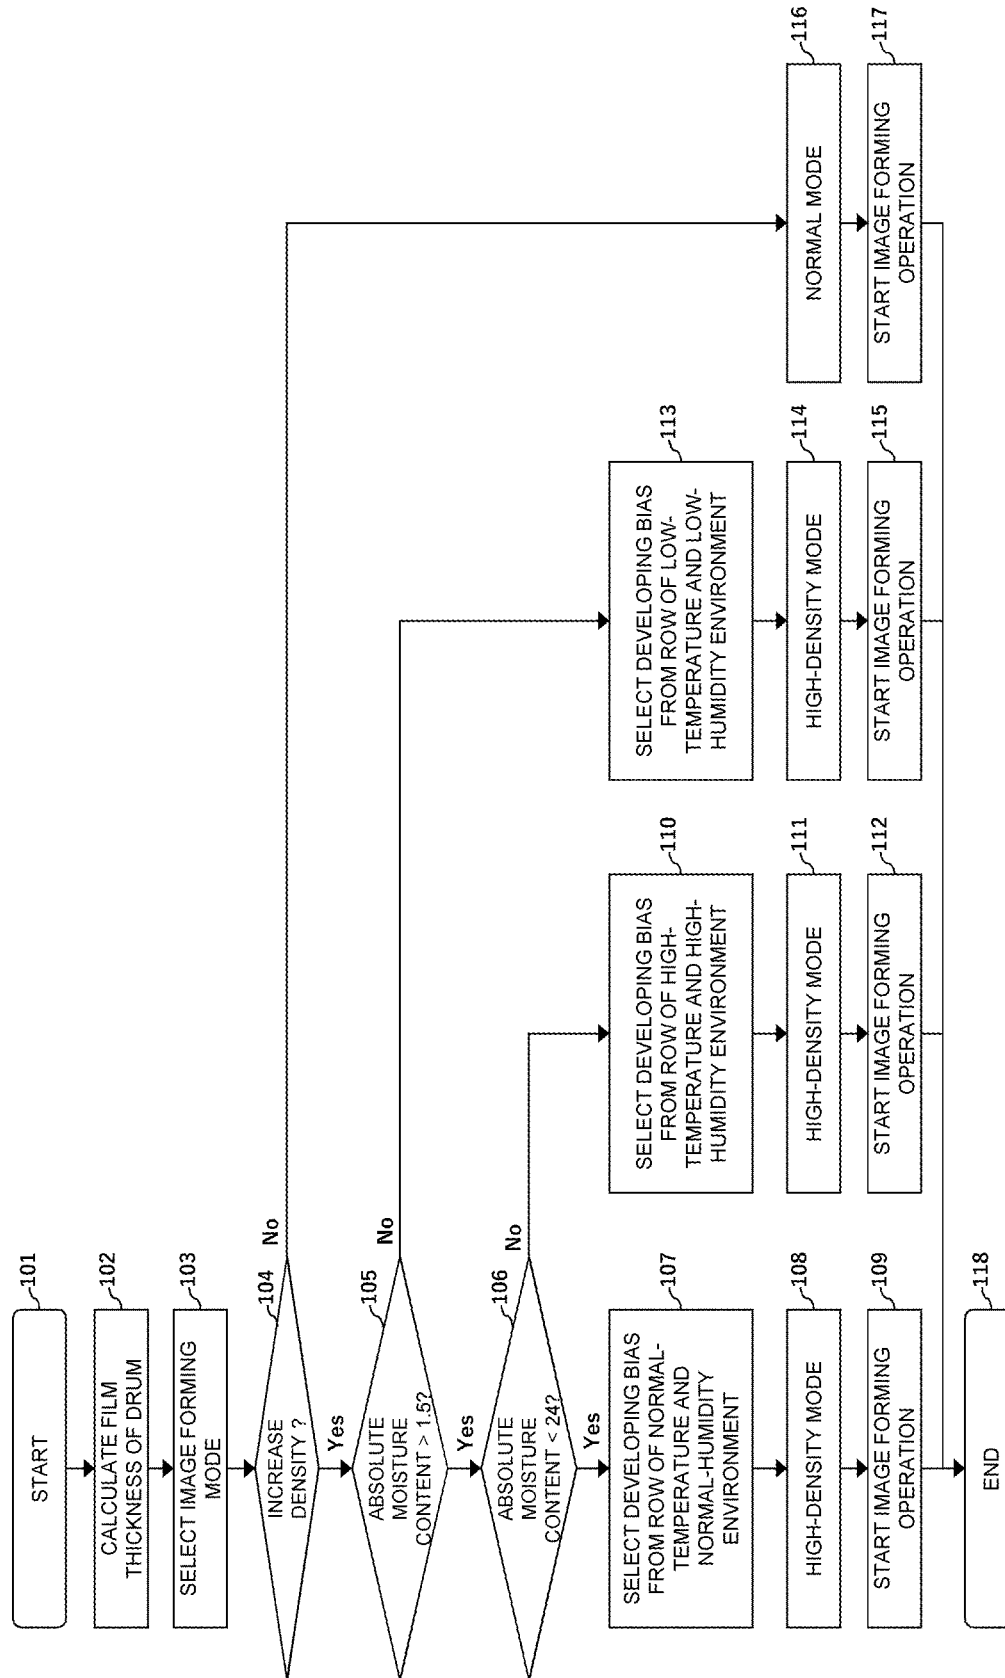 START
101
CALCULATE FILM
THICKNESS OF DRUM
102
SELECT IMAGE FORMING
MODE
103
INCREASE
DENSITY ?
104
No
Yes
ABSOLUTE
MOISTURE
CONTENT > 1.5?
105
No
Yes
ABSOLUTE
MOISTURE
CONTENT < 24?
106
No
Yes
SELECT DEVELOPING BIAS
FROM ROW OF NORMAL-
TEMPERATURE AND
NORMAL-HUMIDITY
ENVIRONMENT
107
HIGH-DENSITY MODE
108
START IMAGE FORMING
OPERATION
109
SELECT DEVELOPING BIAS
FROM ROW OF HIGH-
TEMPERATURE AND HIGH-
HUMIDITY ENVIRONMENT
110
HIGH-DENSITY MODE
111
START IMAGE FORMING
OPERATION
112
SELECT DEVELOPING BIAS
FROM ROW OF LOW-
TEMPERATURE AND LOW-
HUMIDITY ENVIRONMENT
113
HIGH-DENSITY MODE
114
START IMAGE FORMING
OPERATION
115
NORMAL MODE
116
START IMAGE FORMING
OPERATION
117
END
118